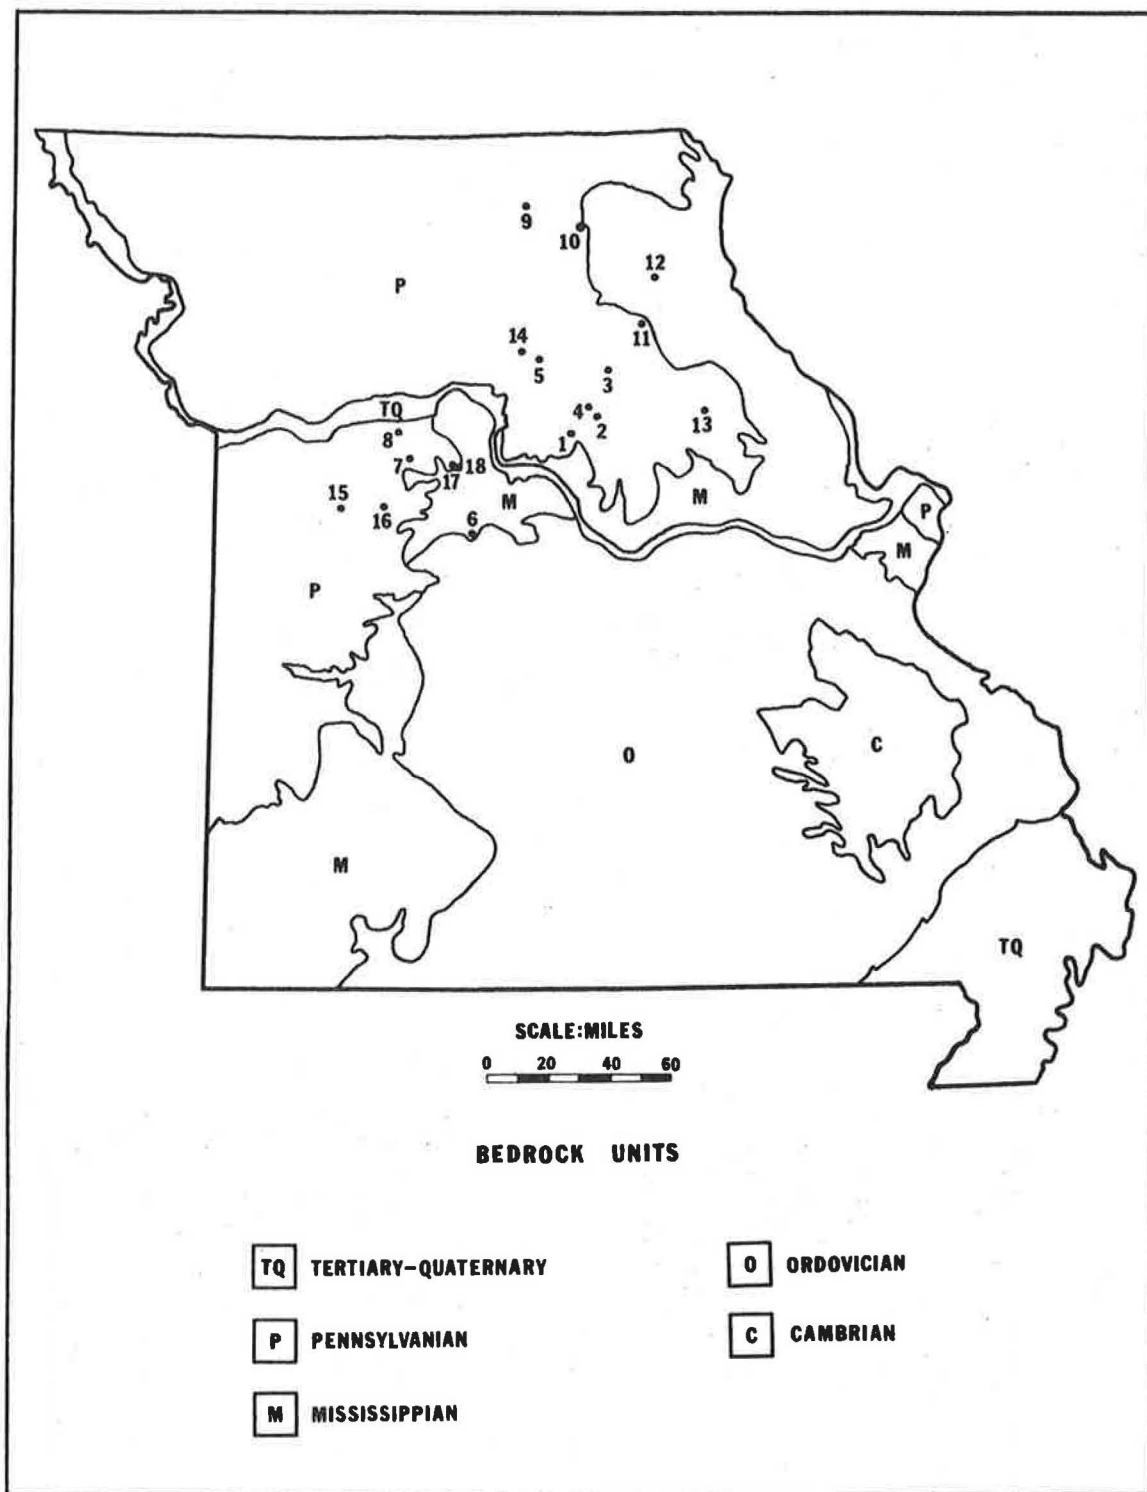 9
10
12
P
14
11
5
3
TQ
4
2
13
8
1
7
18
17
M
M
15
16
6
P
M
P
O
C
M
TQ
SCALE:MILES
0 20 40 60
BEDROCK UNITS
TQ TERTIARY-QUATERNARY
O ORDOVICIAN
P PENNSYLVANIAN
C CAMBRIAN
M MISSISSIPPIAN